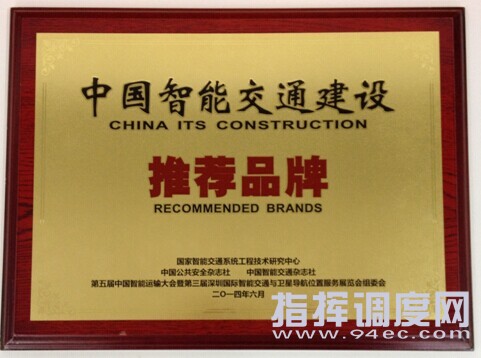 中国智能交通建设
CHINA ITS CONSTRUCTION
推荐品牌
RECOMMENDED BRANDS
国家智能交通系统工程技术研究中心
中国公共安全杂志社 中国智能交通杂志社
第五届中国智能运输大会暨第三届深圳国际智能交通与卫星导航位置服务展览会组委会
二〇一四年六月
指挥调度网
www.94ec.com